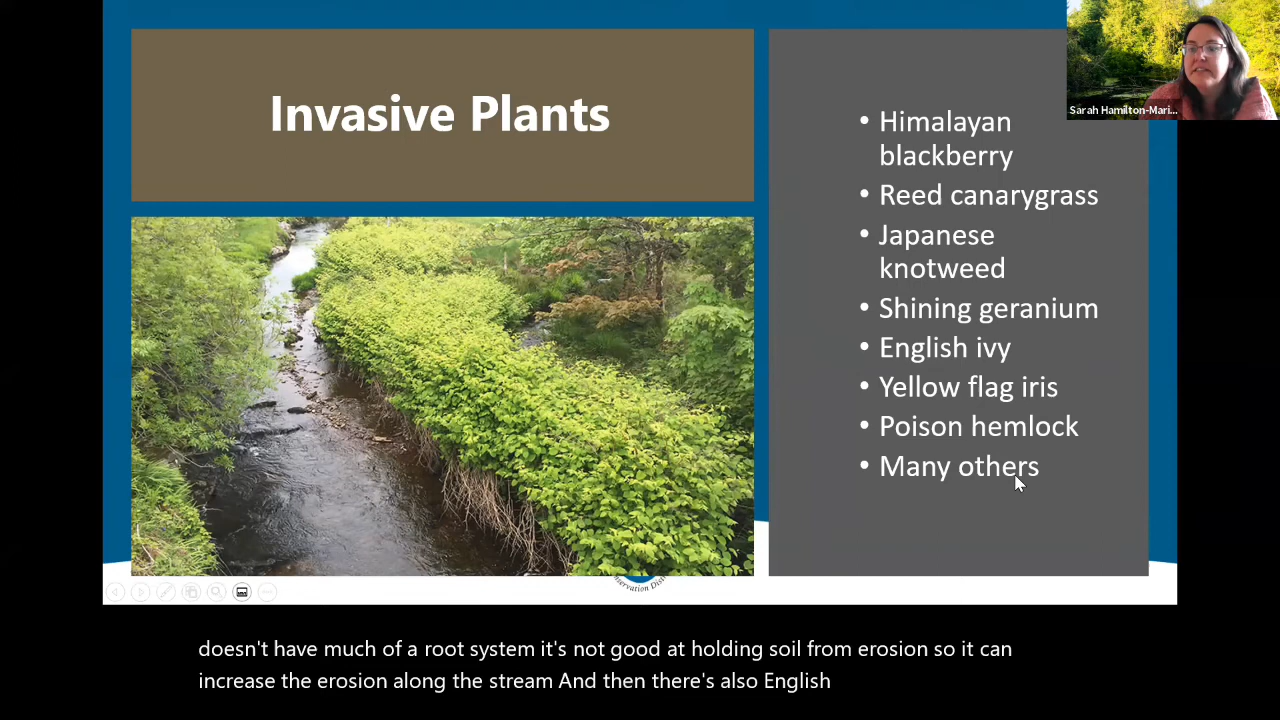 Invasive Plants
• Himalayan
blackberry
• Reed canarygrass
• Japanese
knotweed
• Shining geranium
• English ivy
• Yellow flag iris
• Poison hemlock
• Many others
Sarah Hamilton-Mari...
doesn't have much of a root system it's not good at holding soil from erosion so it can
increase the erosion along the stream And then there's also English